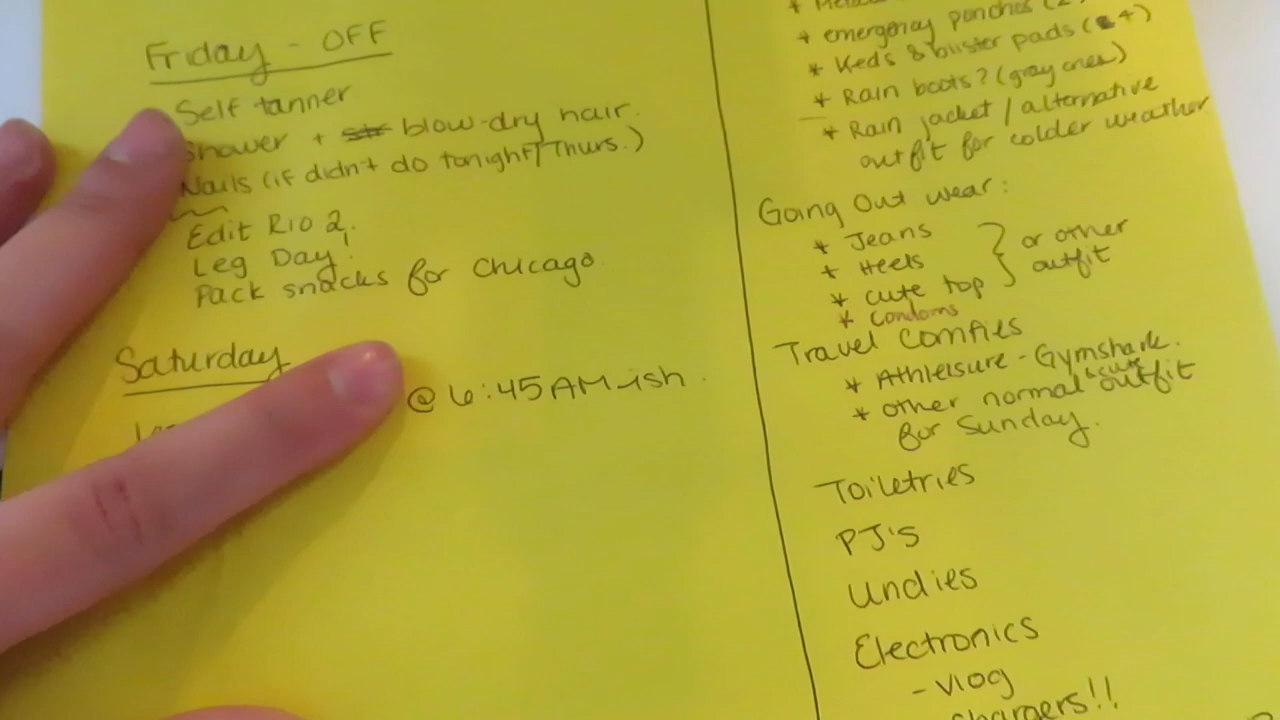 Friday - OFF
Self tanner
Shower + blow-dry hair.
Nails (if didn't do tonight/Thurs.)
Edit Rio 2.
Leg Day!
Pack snacks for Chicago
Saturday
@ 6:45AM-ish.
* emergency ponchos (2
* Keds & blister pads (4)
* Rain boots? (gray ones)
* Rain jacket / alternative
outfit for colder weather.
Going Out wear:
* Jeans
* Heels
* cute top
} or other
outfit
* Condoms
Travel Comfies
* Athleisure - Gymshark.
* other normal & cute outfit
for Sunday.
Toiletries
PJ's
Undies
Electronics
- Vlog
chargers!!